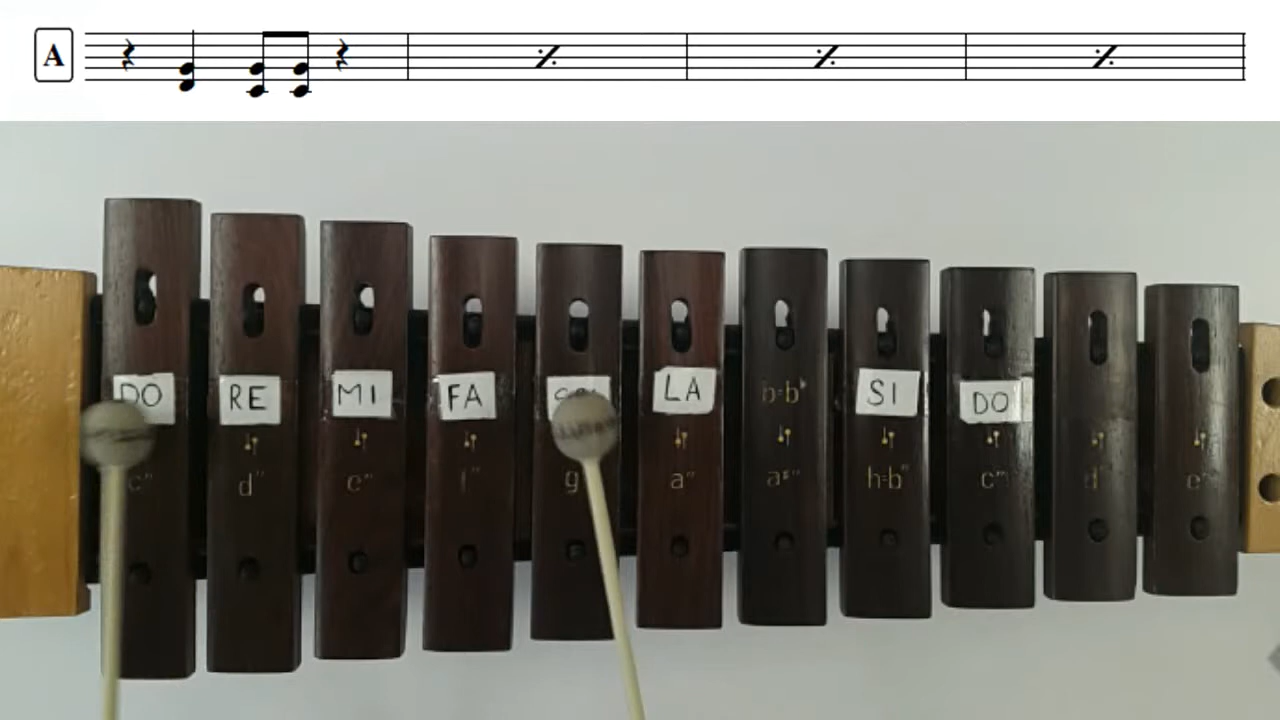 A
DO RE MI FA LA b=b♭ SI DO
d" e" g a" a♯" h=b" c‴ e‴